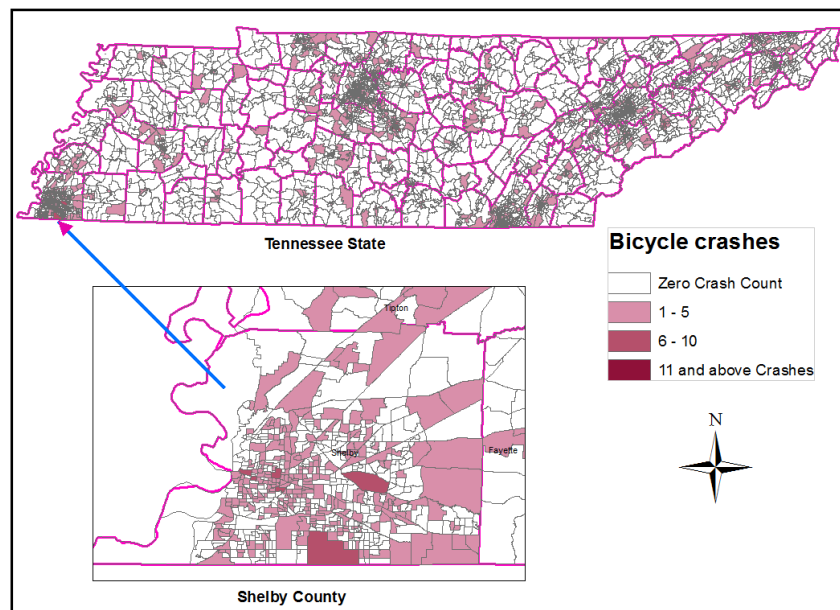 Tennessee State
Bicycle crashes
Zero Crash Count
1 - 5
6 - 10
11 and above Crashes
Tipton
Shelby
Fayette
N
Shelby County